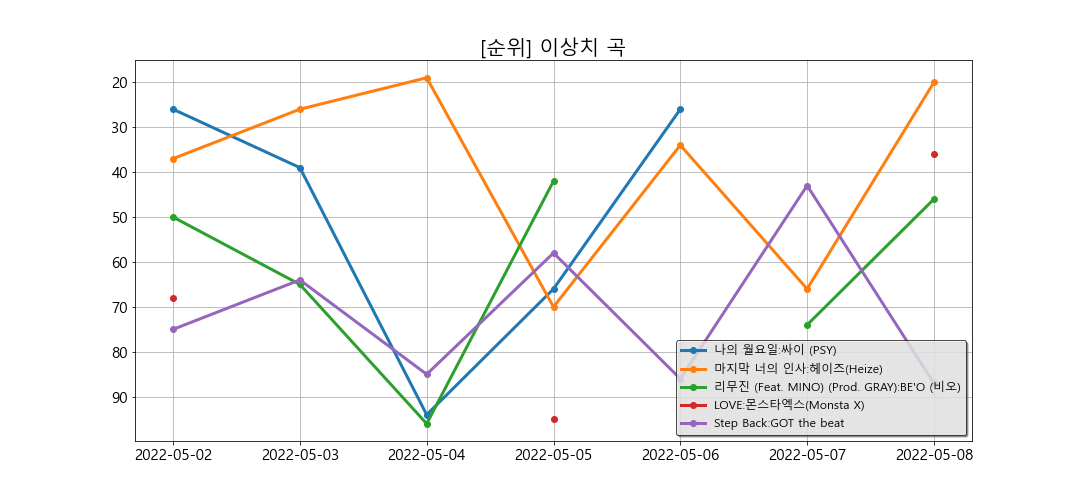 [순위] 이상치 곡
20
30
40
50
60
70
80
90
나의 월요일:싸이 (PSY)
마지막 너의 인사:헤이즈(Heize)
리무진 (Feat. MINO) (Prod. GRAY):BE'O (비오)
LOVE:몬스타엑스(Monsta X)
Step Back:GOT the beat
2022-05-02 2022-05-03 2022-05-04 2022-05-05 2022-05-06 2022-05-07 2022-05-08